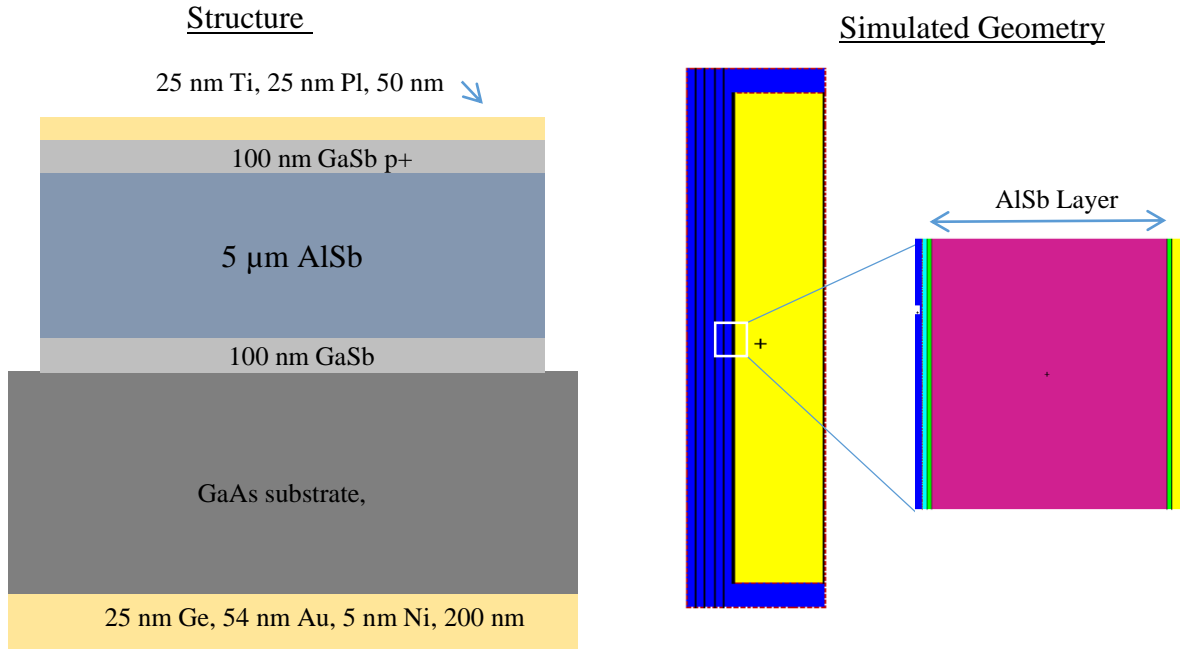 Structure
25 nm Ti, 25 nm Pl, 50 nm
100 nm GaSb p+
5 µm AlSb
100 nm GaSb
GaAs substrate,
25 nm Ge, 54 nm Au, 5 nm Ni, 200 nm
Simulated Geometry
AlSb Layer